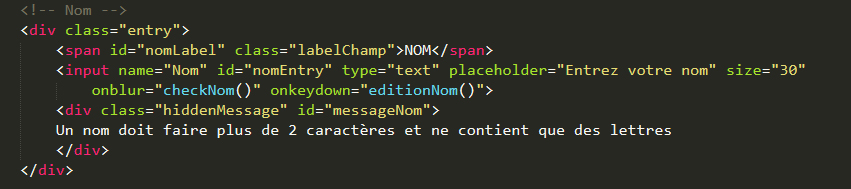 <!-- Nom -->
<div class="entry">
<span id="nomLabel" class="labelChamp">NOM</span>
<input name="Nom" id="nomEntry" type="text" placeholder="Entrez votre nom" size="30"
onblur="checkNom()" onkeydown="editionNom()">
<div class="hiddenMessage" id="messageNom">
Un nom doit faire plus de 2 caractères et ne contient que des lettres
</div>
</div>